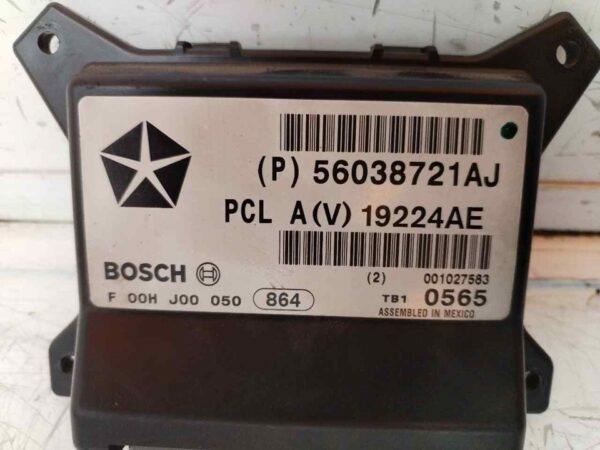 (P) 56038721AJ
PCL A(V) 19224AE
BOSCH (2) 001027583
F 00H J00 050 864 TB1 0565
ASSEMBLED IN MEXICO